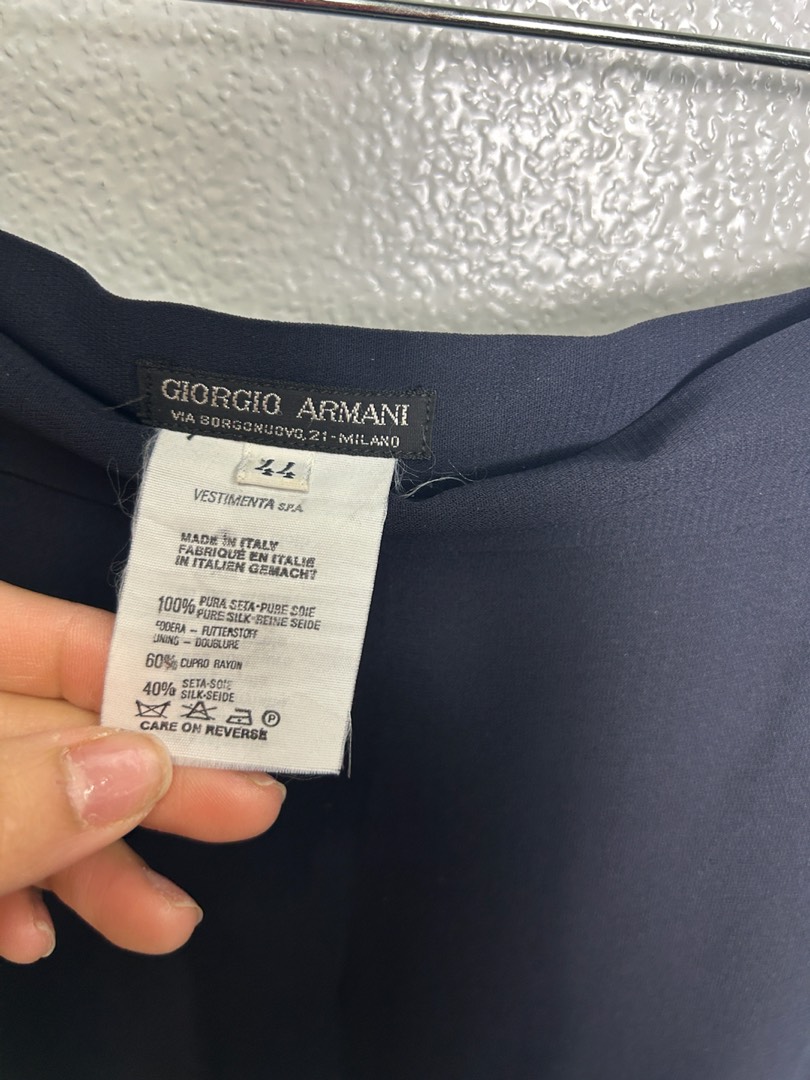 GIORGIO ARMANI
VIA BORGONUOVO, 21-MILANO
44
VESTIMENTA S.P.A.
MADE IN ITALY
FABRIQUÉ EN ITALIE
IN ITALIEN GEMACHT
100% PURA SETA-PURE SOIE
PURE SILK-REINE SEIDE
FODERA — FUTTERSTOFF
LINING — DOUBLURE
60% CUPRO RAYON
40% SETA-SOIE
SILK-SEIDE
P
CARE ON REVERSE